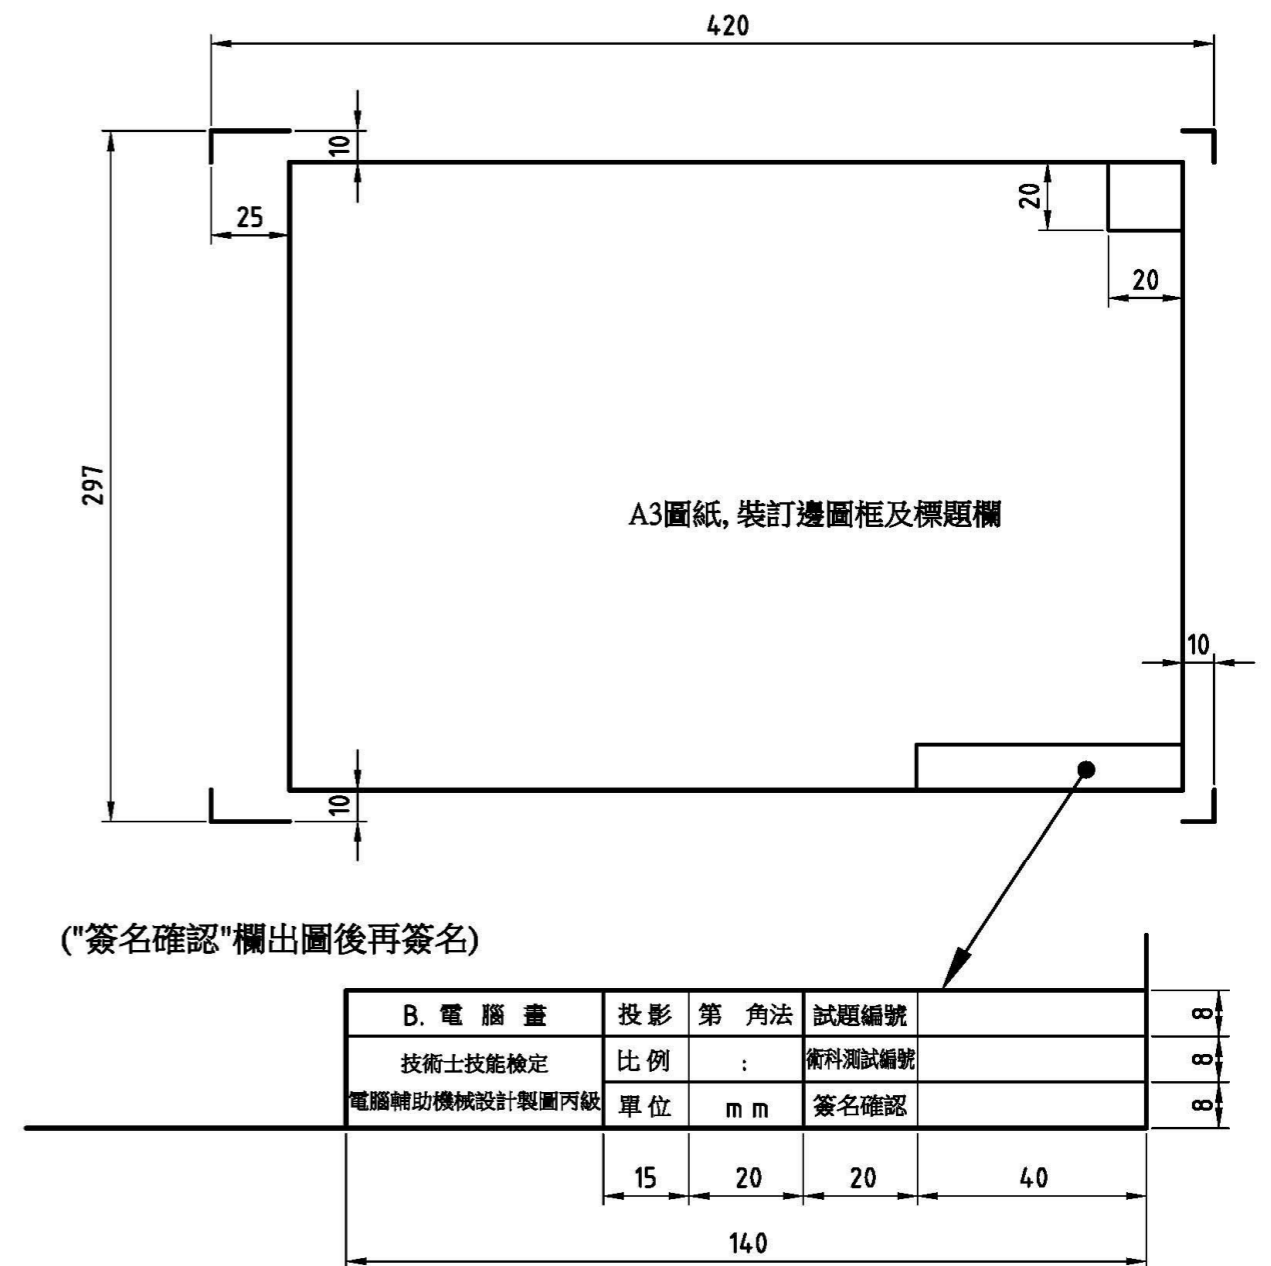 420
10
20
25
20
297
A3圖紙, 裝訂邊圖框及標題欄
10
10
("簽名確認"欄出圖後再簽名)
B. 電 腦 畫 投影 第 角法 試題編號 8
技術士技能檢定 比例 : 術科測試編號 8
電腦輔助機械設計製圖丙級 單位 mm 簽名確認 8
15 20 20 40
140